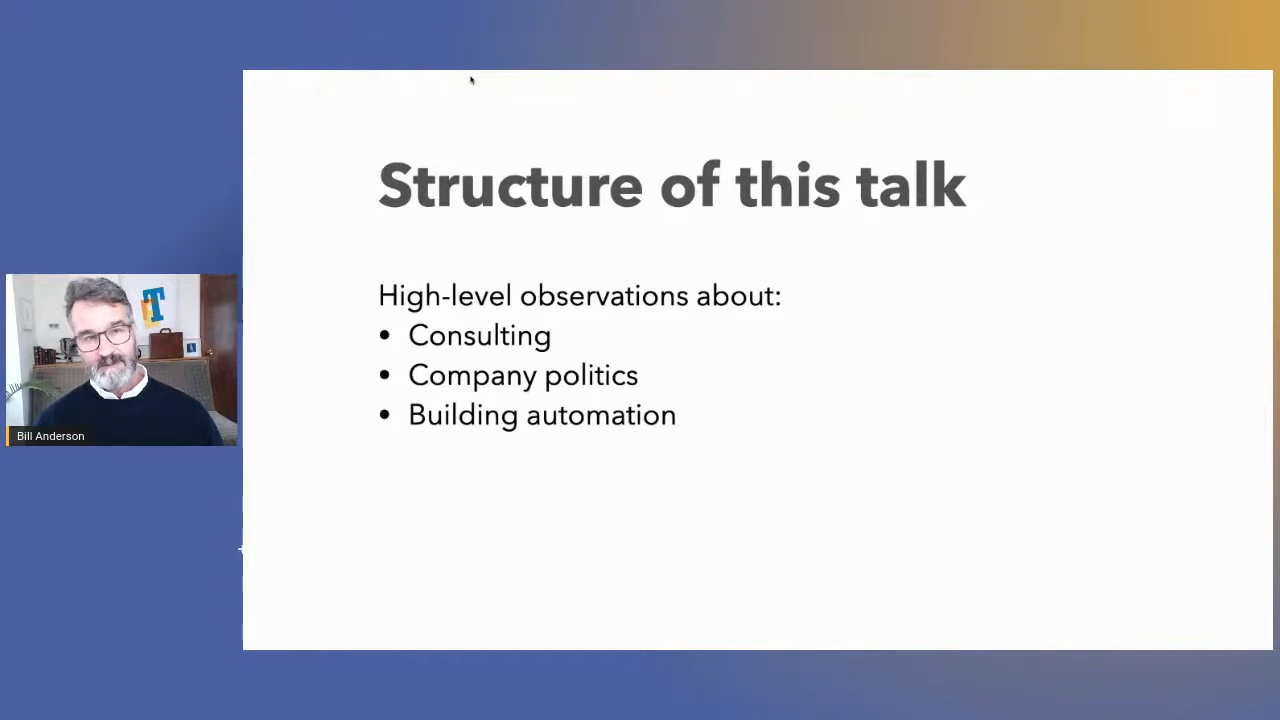 Structure of this talk
High-level observations about:
• Consulting
• Company politics
• Building automation
T
Bill Anderson